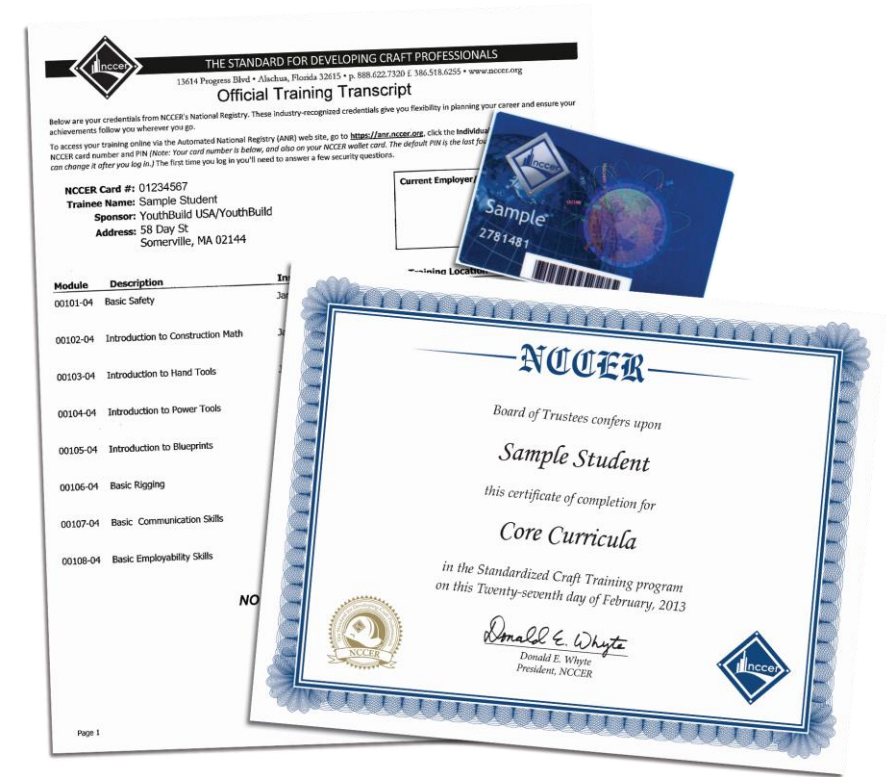 nccer
THE STANDARD FOR DEVELOPING CRAFT PROFESSIONALS
13614 Progress Blvd • Alachua, Florida 32615 • p. 888.622.7320 f. 386.518.6255 • www.nccer.org
Official Training Transcript
Below are your credentials from NCCER's National Registry. These industry-recognized credentials give you flexibility in planning your career and ensure your
achievements follow you wherever you go.
To access your training online via the Automated National Registry (ANR) web site, go to https://anr.nccer.org, click the Individual
NCCER card number and PIN (Note: Your card number is below, and also on your NCCER wallet card. The default PIN is the last
can change it after you log in.) The first time you log in you'll need to answer a few security questions.
NCCER Card #: 01234567
Trainee Name: Sample Student
Sponsor: YouthBuild USA/YouthBuild
Address: 58 Day St
Somerville, MA 02144
Current Employer/
Module Description Training Location
00101-04 Basic Safety
00102-04 Introduction to Construction Math
00103-04 Introduction to Hand Tools
00104-04 Introduction to Power Tools
00105-04 Introduction to Blueprints
00106-04 Basic Rigging
00107-04 Basic Communication Skills
00108-04 Basic Employability Skills
NO
Page 1
nccer
Sample
2781481
NCCER
Board of Trustees confers upon
Sample Student
this certificate of completion for
Core Curricula
in the Standardized Craft Training program
on this Twenty-seventh day of February, 2013
Donald E. Whyte
Donald E. Whyte
President, NCCER
NCCER
nccer